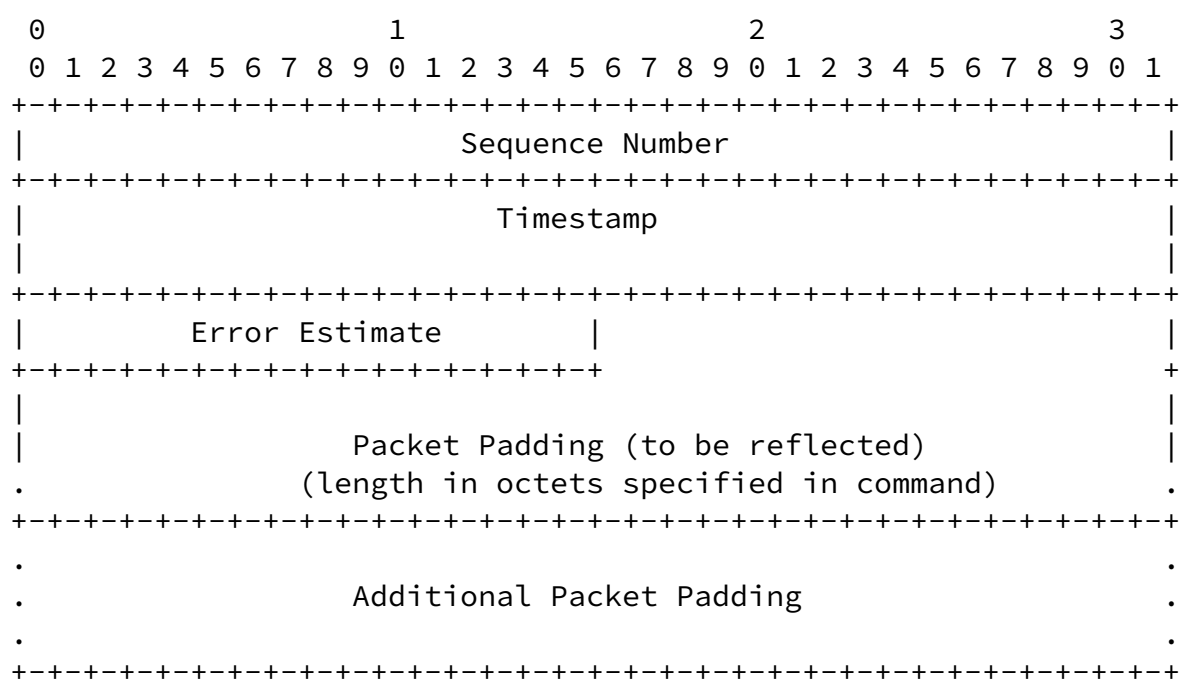 0                   1                   2                   3
 0 1 2 3 4 5 6 7 8 9 0 1 2 3 4 5 6 7 8 9 0 1 2 3 4 5 6 7 8 9 0 1
+-+-+-+-+-+-+-+-+-+-+-+-+-+-+-+-+-+-+-+-+-+-+-+-+-+-+-+-+-+-+-+-+
|                        Sequence Number                        |
+-+-+-+-+-+-+-+-+-+-+-+-+-+-+-+-+-+-+-+-+-+-+-+-+-+-+-+-+-+-+-+-+
|                          Timestamp                            |
|                                                               |
+-+-+-+-+-+-+-+-+-+-+-+-+-+-+-+-+-+-+-+-+-+-+-+-+-+-+-+-+-+-+-+-+
|         Error Estimate        |                               |
+-+-+-+-+-+-+-+-+-+-+-+-+-+-+-+-+                               +
|                                                               |
|                  Packet Padding (to be reflected)             |
.               (length in octets specified in command)         .
+-+-+-+-+-+-+-+-+-+-+-+-+-+-+-+-+-+-+-+-+-+-+-+-+-+-+-+-+-+-+-+-+
.                                                               .
.                  Additional Packet Padding                    .
.                                                               .
+-+-+-+-+-+-+-+-+-+-+-+-+-+-+-+-+-+-+-+-+-+-+-+-+-+-+-+-+-+-+-+-+